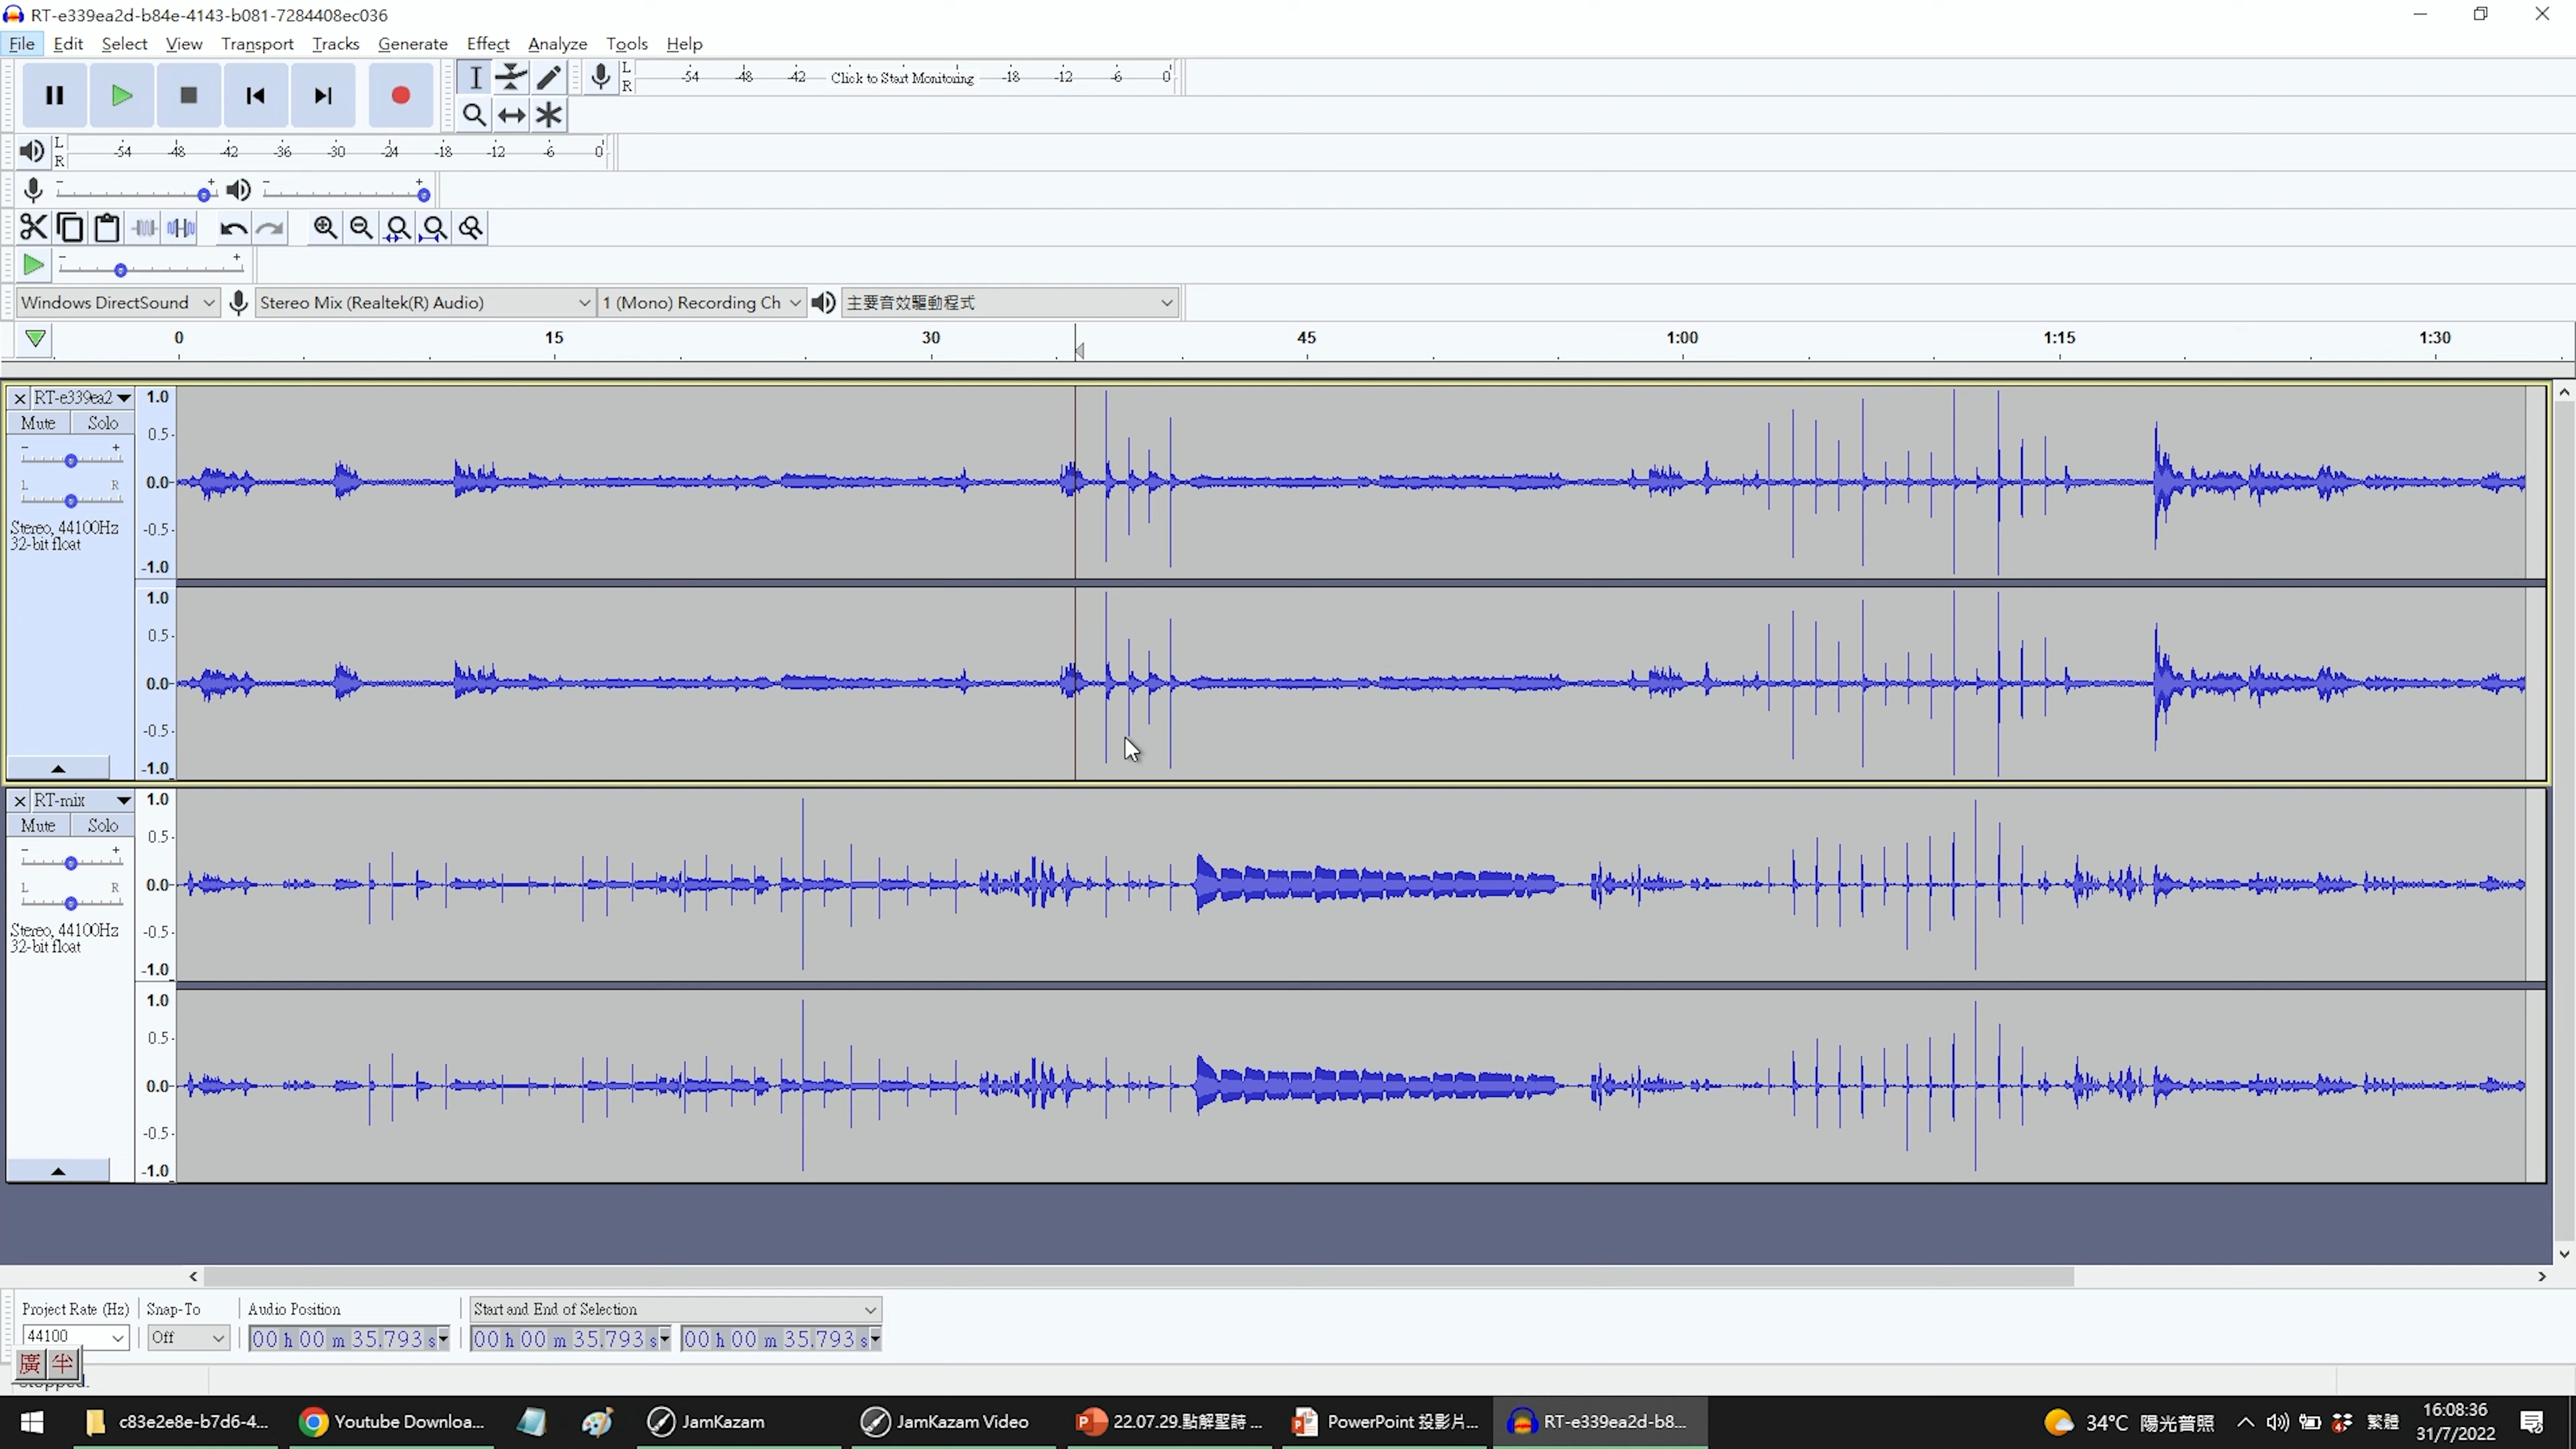 RT-e339ea2d-b84e-4143-b081-7284408ec036
File Edit Select View Transport Tracks Generate Effect Analyze Tools Help
L -54 -48 -42 Click to Start Monitoring -18 -12 -6 0
R
L -54 -48 -42 -36 -30 -24 -18 -12 -6 0
R
- + - +
- +
Windows DirectSound Stereo Mix (Realtek(R) Audio) 1 (Mono) Recording Ch 主要音效驅動程式
0 15 30 45 1:00 1:15 1:30
RT-e339ea2 1.0
Mute Solo
- + 0.5-
L R 0.0-
Stereo, 44100Hz -0.5-
32-bit float
-1.0
1.0
0.5-
0.0-
-0.5-
-1.0
RT-mix 1.0
Mute Solo 0.5-
- +
L R 0.0-
Stereo, 44100Hz -0.5-
32-bit float
-1.0
1.0
0.5-
0.0-
-0.5-
-1.0
Project Rate (Hz) Snap-To Audio Position Start and End of Selection
44100 Off 00 h 00 m 35.793 s 00 h 00 m 35.793 s 00 h 00 m 35.793 s
廣 半
Stopped.
c83e2e8e-b7d6-4... Youtube Downloa... JamKazam JamKazam Video 22.07.29.點解聖詩 ... PowerPoint 投影片... RT-e339ea2d-b8... 34°C 陽光普照 繁體 16:08:36
31/7/2022